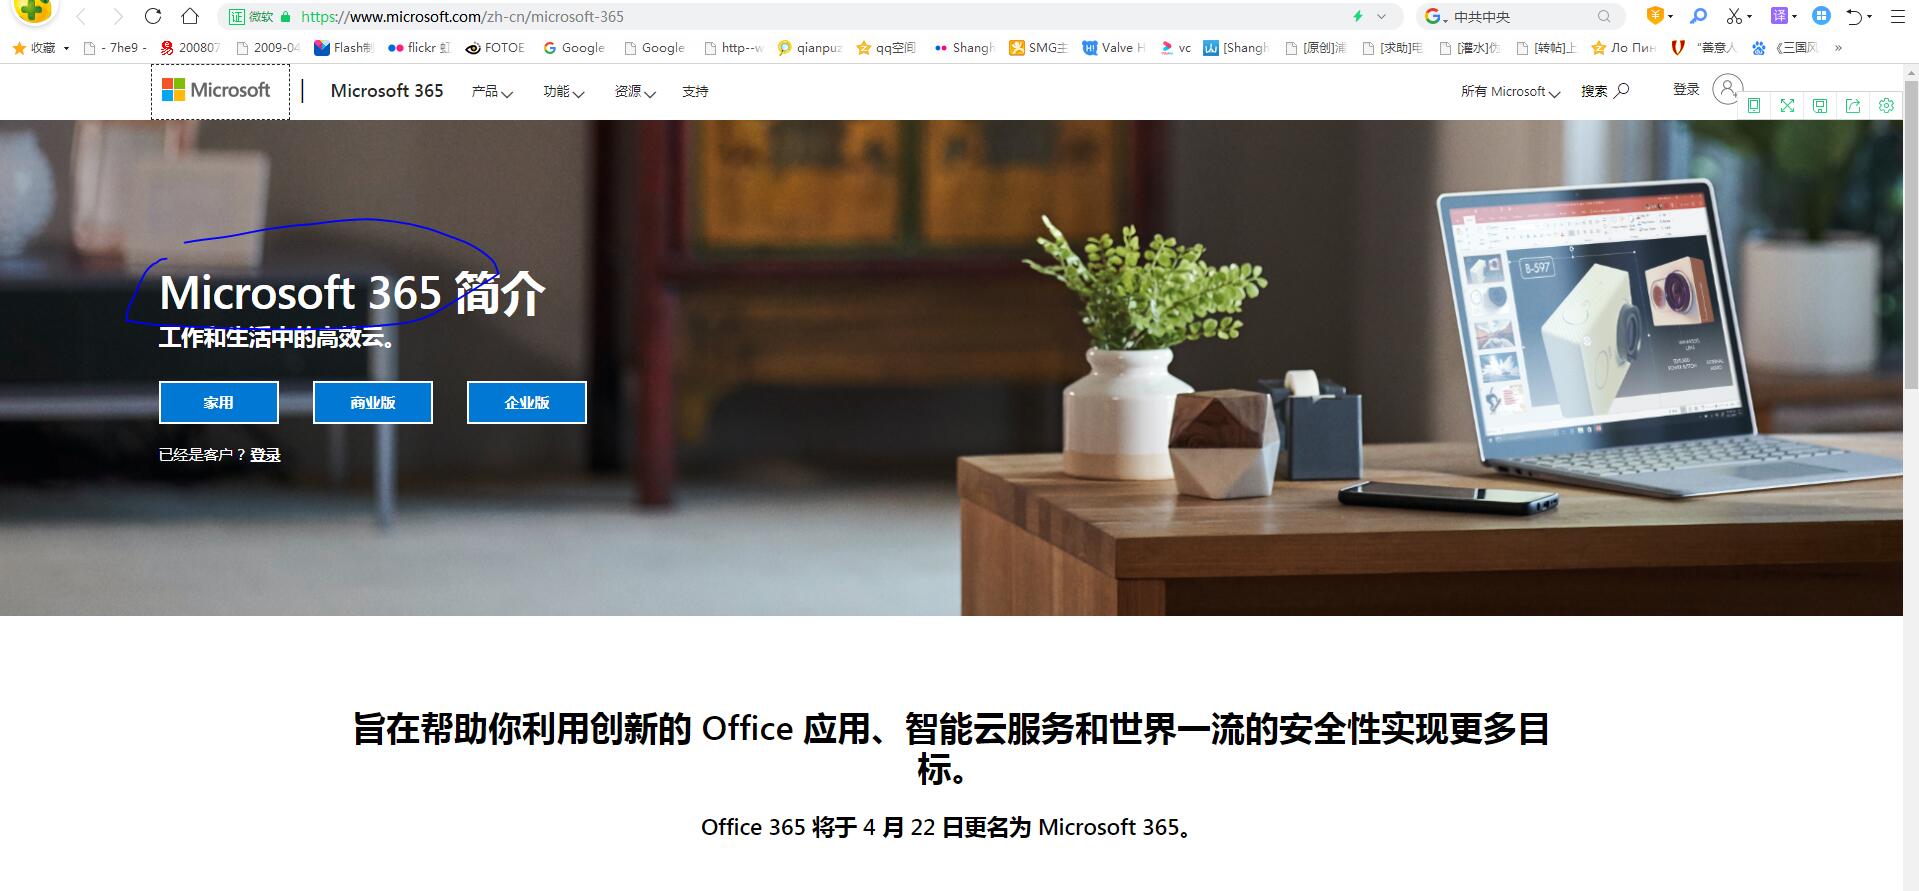 证 微软 https://www.microsoft.com/zh-cn/microsoft-365 中共中央 译
收藏 - 7he9 - 200807 2009-04 Flash制 flickr 虹 FOTOE Google Google http--w qianpuz qq空间 Shangh SMG主 Valve H vc [Shangh [原创]浦 [求助]电 [灌水]仿 [转帖]上 Ло Пин “善意人 《三国风 »
Microsoft | Microsoft 365 产品 功能 资源 支持 所有 Microsoft 搜索 登录
Microsoft 365 简介
工作和生活中的高效云。
家用 商业版 企业版
已经是客户？登录
B-597
旨在帮助你利用创新的 Office 应用、智能云服务和世界一流的安全性实现更多目
标。
Office 365 将于 4 月 22 日更名为 Microsoft 365。